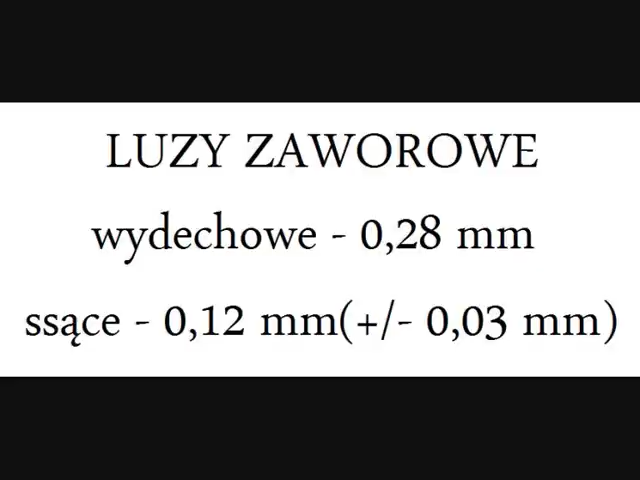 LUZY ZAWOROWE
wydechowe - 0,28 mm
ssące - 0,12 mm(+/- 0,03 mm)